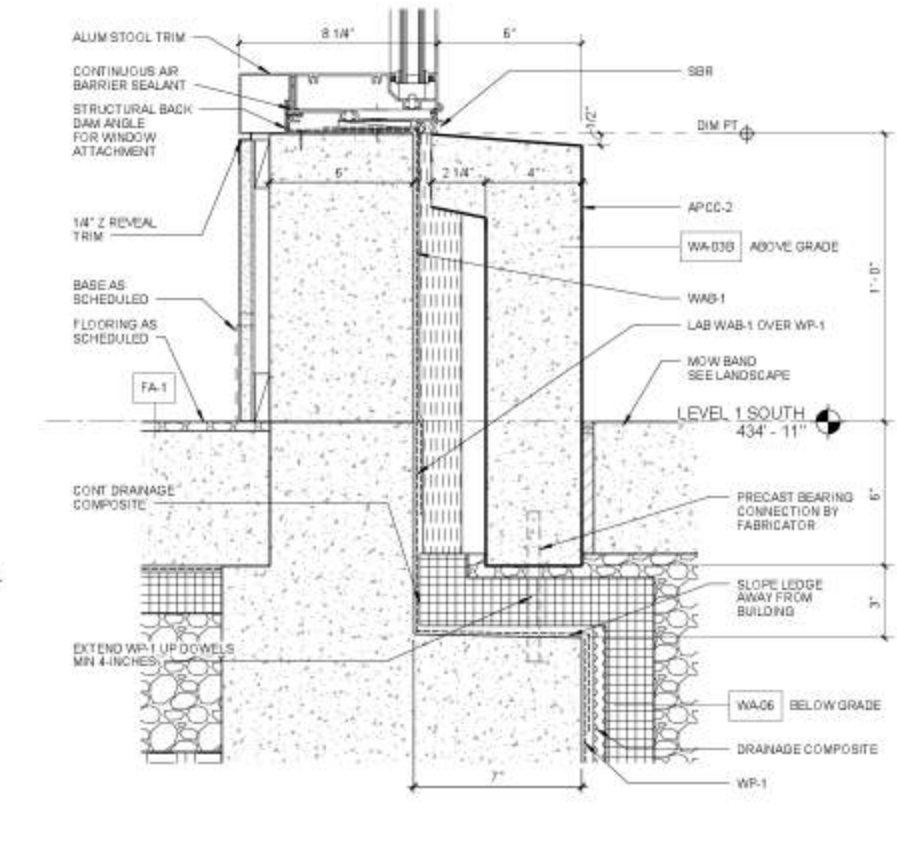 8 1/4"
6"
ALUM STOOL TRIM
CONTINUOUS AIR
BARRIER SEALANT
STRUCTURAL BACK
DAM ANGLE
FOR WINDOW
ATTACHMENT
SBR
1/2"
DIM PT
6"
2 1/4"
4"
1/4" Z REVEAL
TRIM
APCC-2
WA-03B ABOVE GRADE
1'-0"
BASE AS
SCHEDULED
WAB-1
FLOORING AS
SCHEDULED
LAB WAB-1 OVER WP-1
MOW BAND
SEE LANDSCAPE
FA-1
LEVEL 1 SOUTH
434' - 11"
CONT DRAINAGE
COMPOSITE
PRECAST BEARING
CONNECTION BY
FABRICATOR
6"
SLOPE LEDGE
AWAY FROM
BUILDING
3"
EXTEND WP-1 UP DOWELS
MIN 4-INCHES
WA-06 BELOW GRADE
DRAINAGE COMPOSITE
WP-1
7"